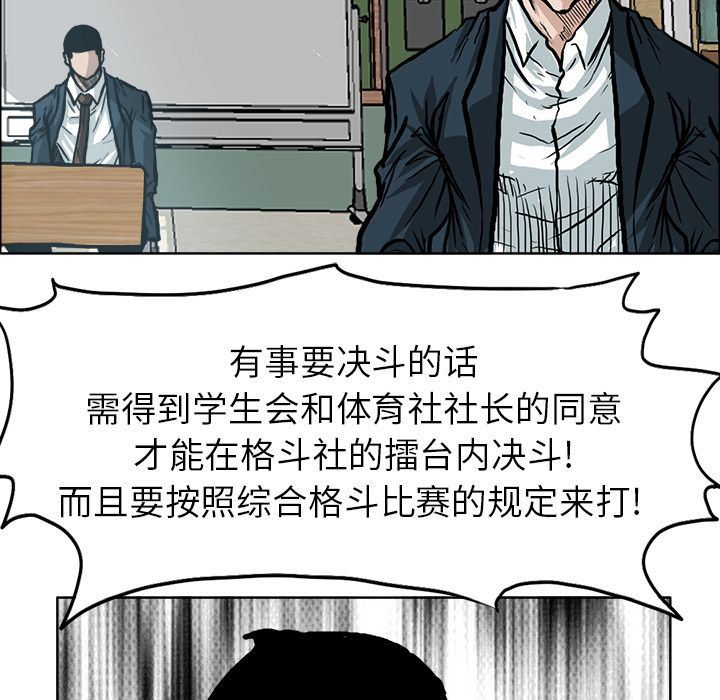 有事要决斗的话
需得到学生会和体育社社长的同意
才能在格斗社的擂台内决斗!
而且要按照综合格斗比赛的规定来打!